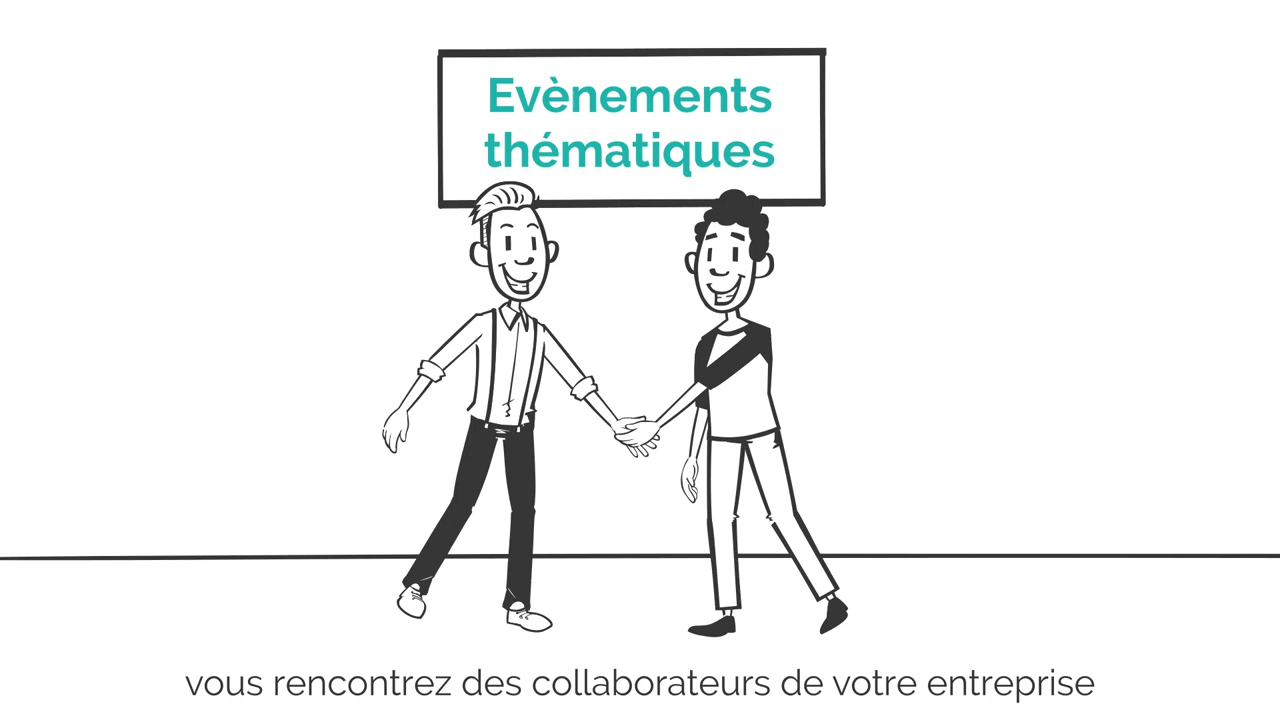 Evènements
thématiques
vous rencontrez des collaborateurs de votre entreprise